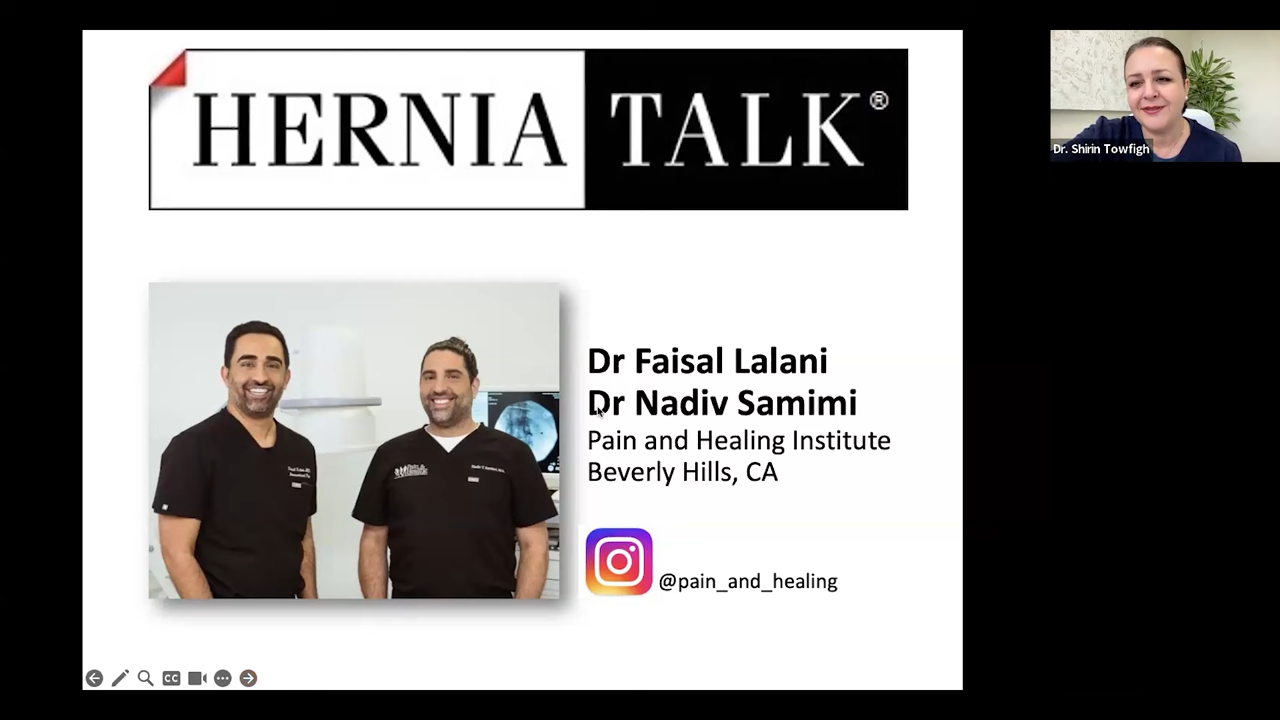 HERNIA TALK®
Dr. Shirin Towfigh
Dr Faisal Lalani
Dr Nadiv Samimi
Pain and Healing Institute
Beverly Hills, CA
@pain_and_healing
CC